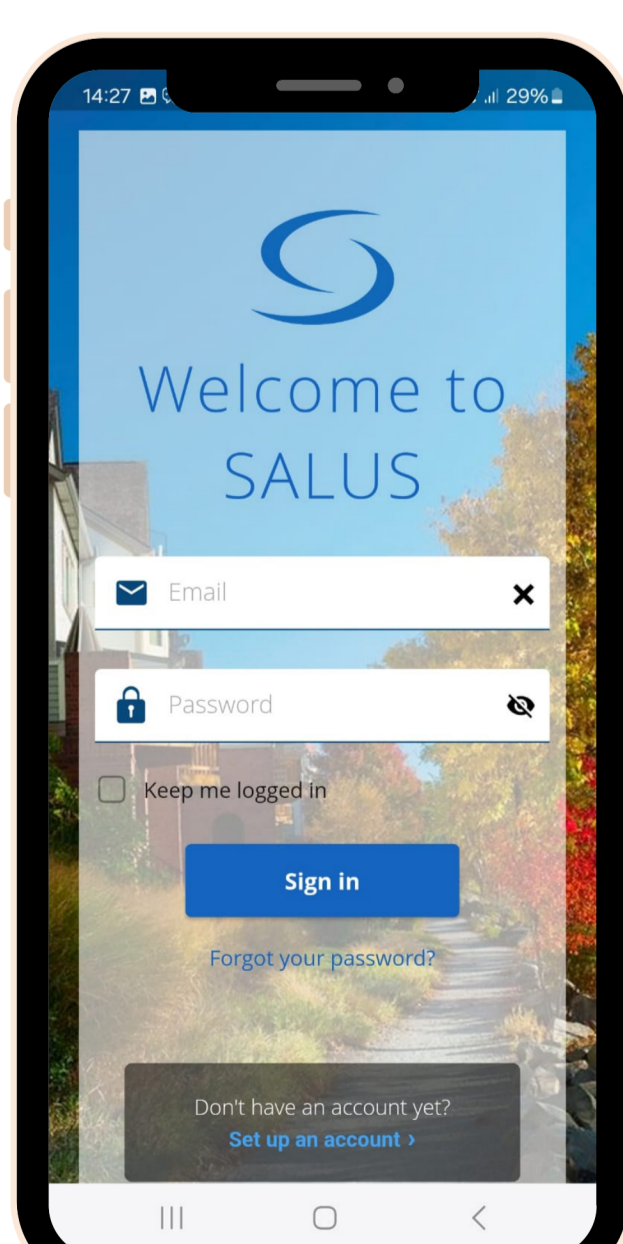 14:27 29%
Welcome to
SALUS
Email
Password
Keep me logged in
Sign in
Forgot your password?
Don't have an account yet?
Set up an account ›